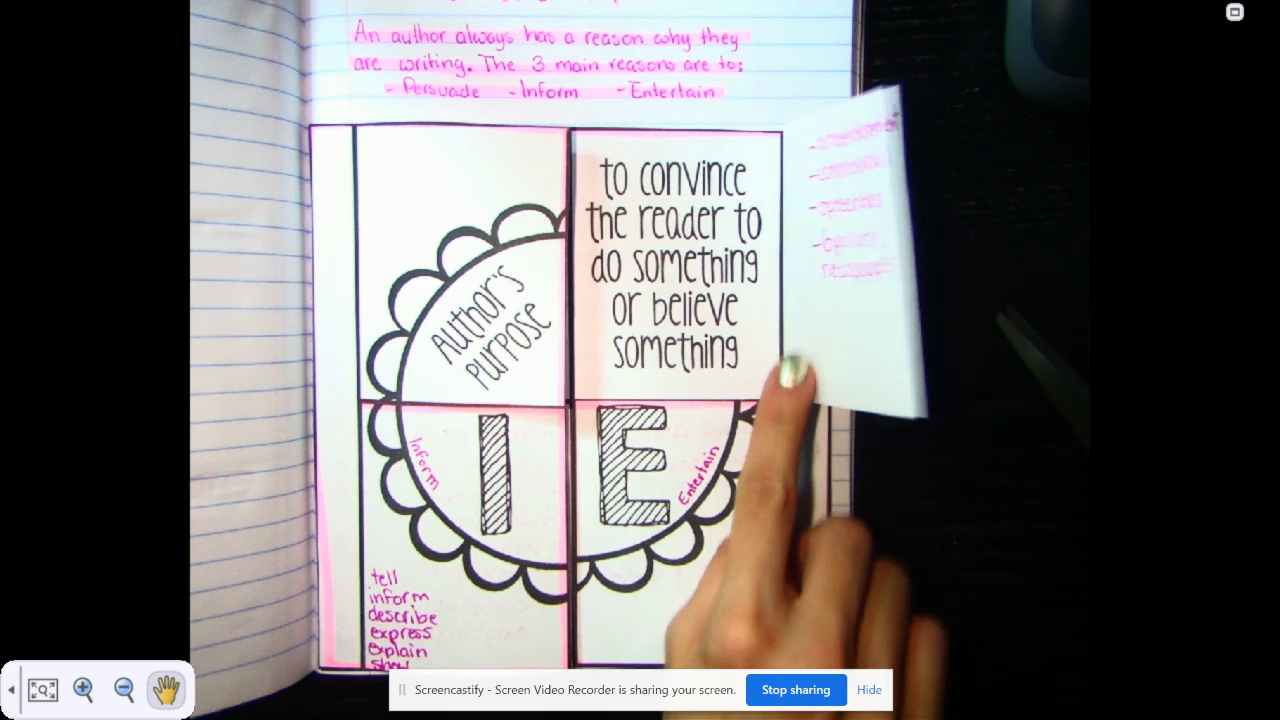 An author always has a reason why they
are writing. The 3 main reasons are to:
- Persuade - Inform - Entertain
to convince
the reader to
do something
or believe
something
Author's
purpose
I
Inform
E
Entertain
tell
inform
describe
express
explain
show
Screencastify - Screen Video Recorder is sharing your screen.
Stop sharing
Hide